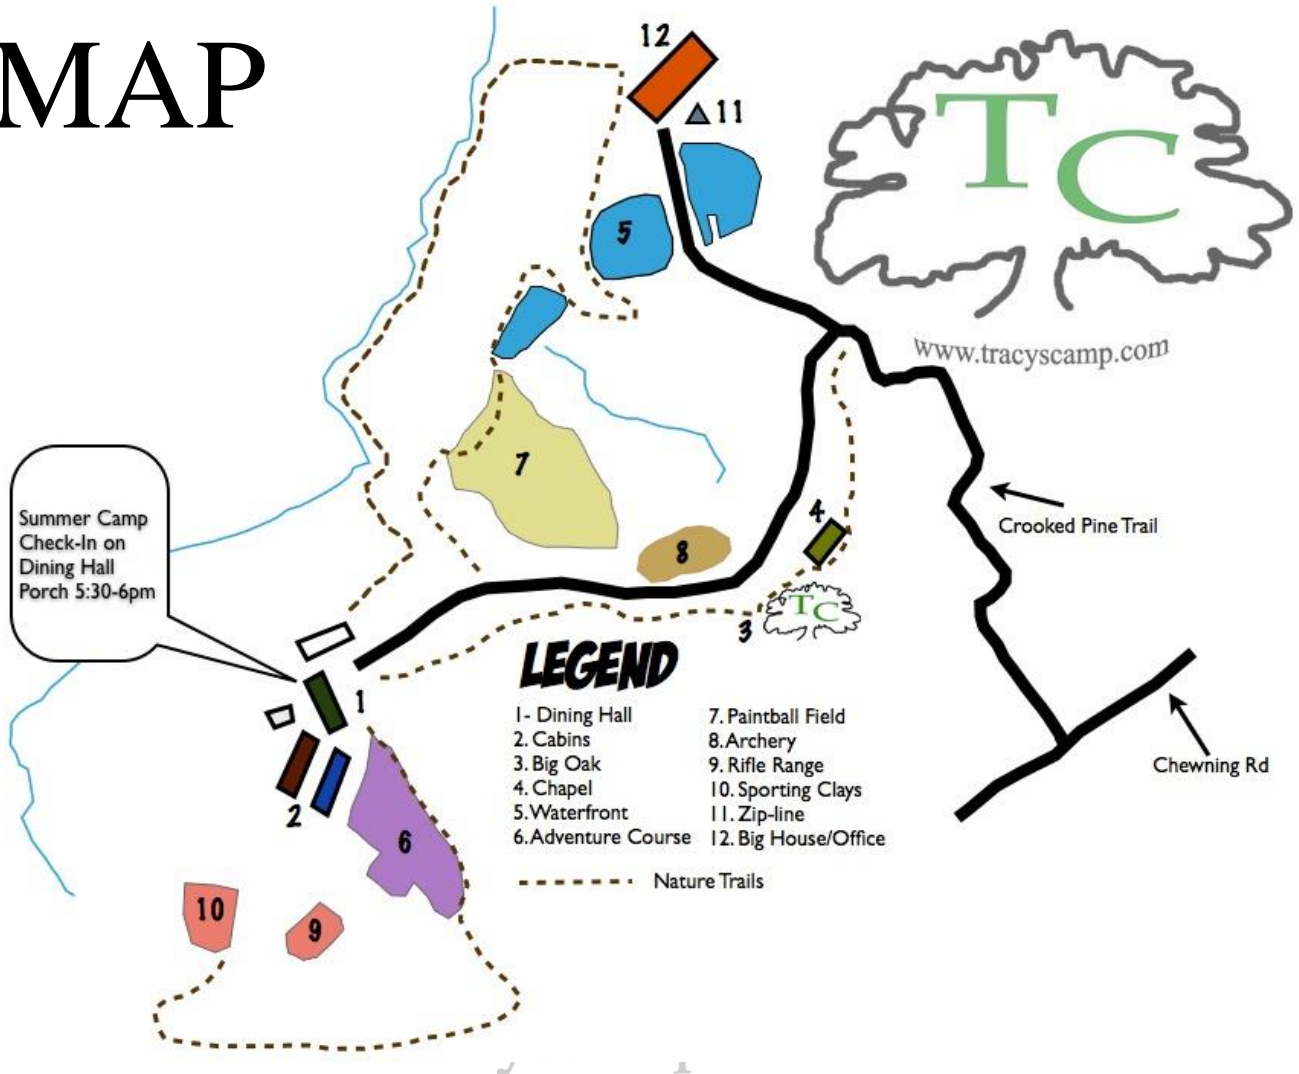 MAP
12
11
TC
www.tracyscamp.com
5
7
Summer Camp
Check-In on
Dining Hall
Porch 5:30-6pm
4
Crooked Pine Trail
8
TC
3
LEGEND
1- Dining Hall
2. Cabins
3. Big Oak
4. Chapel
5. Waterfront
6. Adventure Course
7. Paintball Field
8. Archery
9. Rifle Range
10. Sporting Clays
11. Zip-line
12. Big House/Office
Nature Trails
1
Chewning Rd
2
6
10
9